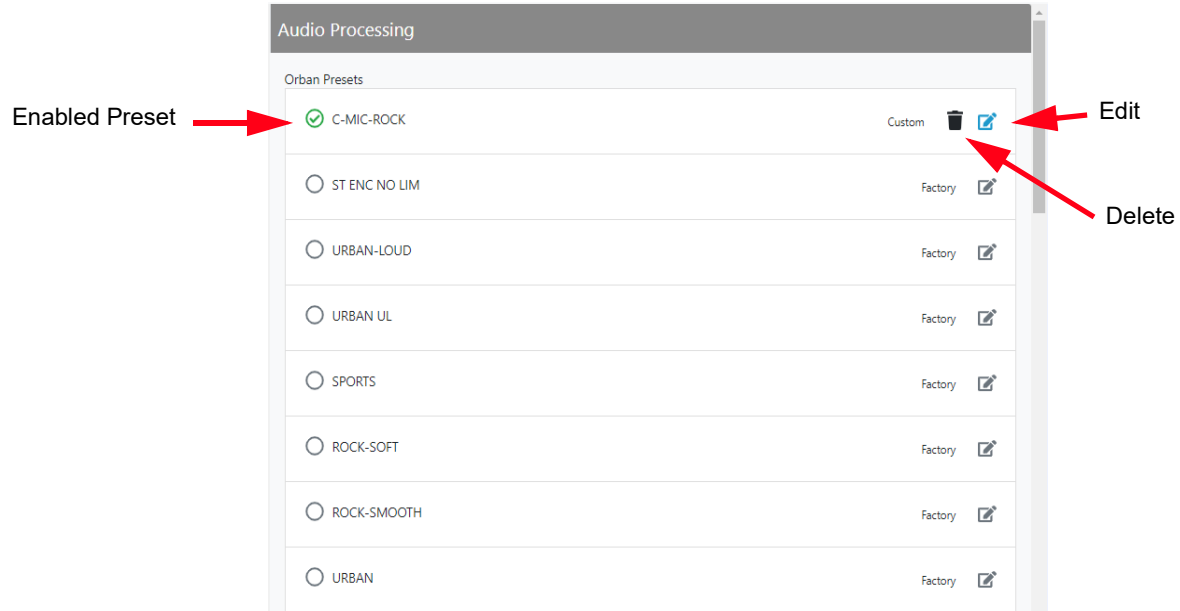 Audio Processing
Orban Presets
Enabled Preset
C-MIC-ROCK
Custom
Edit
ST ENC NO LIM
Factory
Delete
URBAN-LOUD
Factory
URBAN UL
Factory
SPORTS
Factory
ROCK-SOFT
Factory
ROCK-SMOOTH
Factory
URBAN
Factory